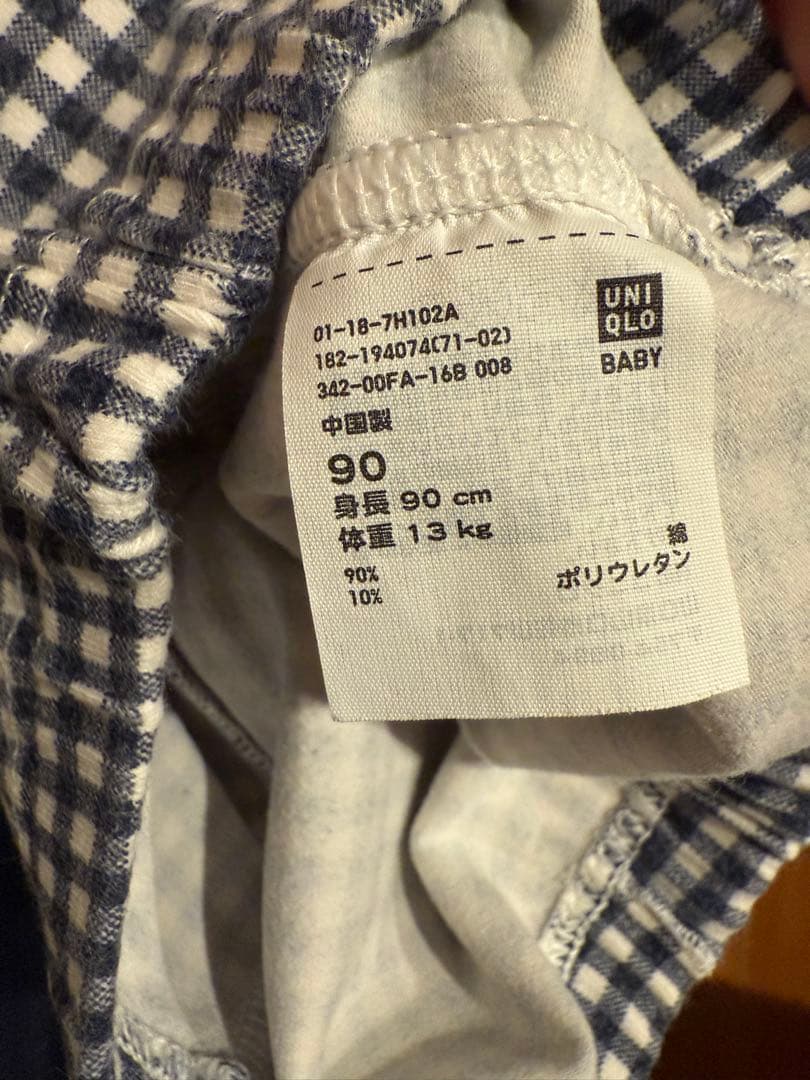 01-18-7H102A
182-194074(71-02)
342-00FA-16B 008
UNI
QLO
BABY
中国製
90
身長 90 cm
体重 13 kg
90% 綿
10% ポリウレタン